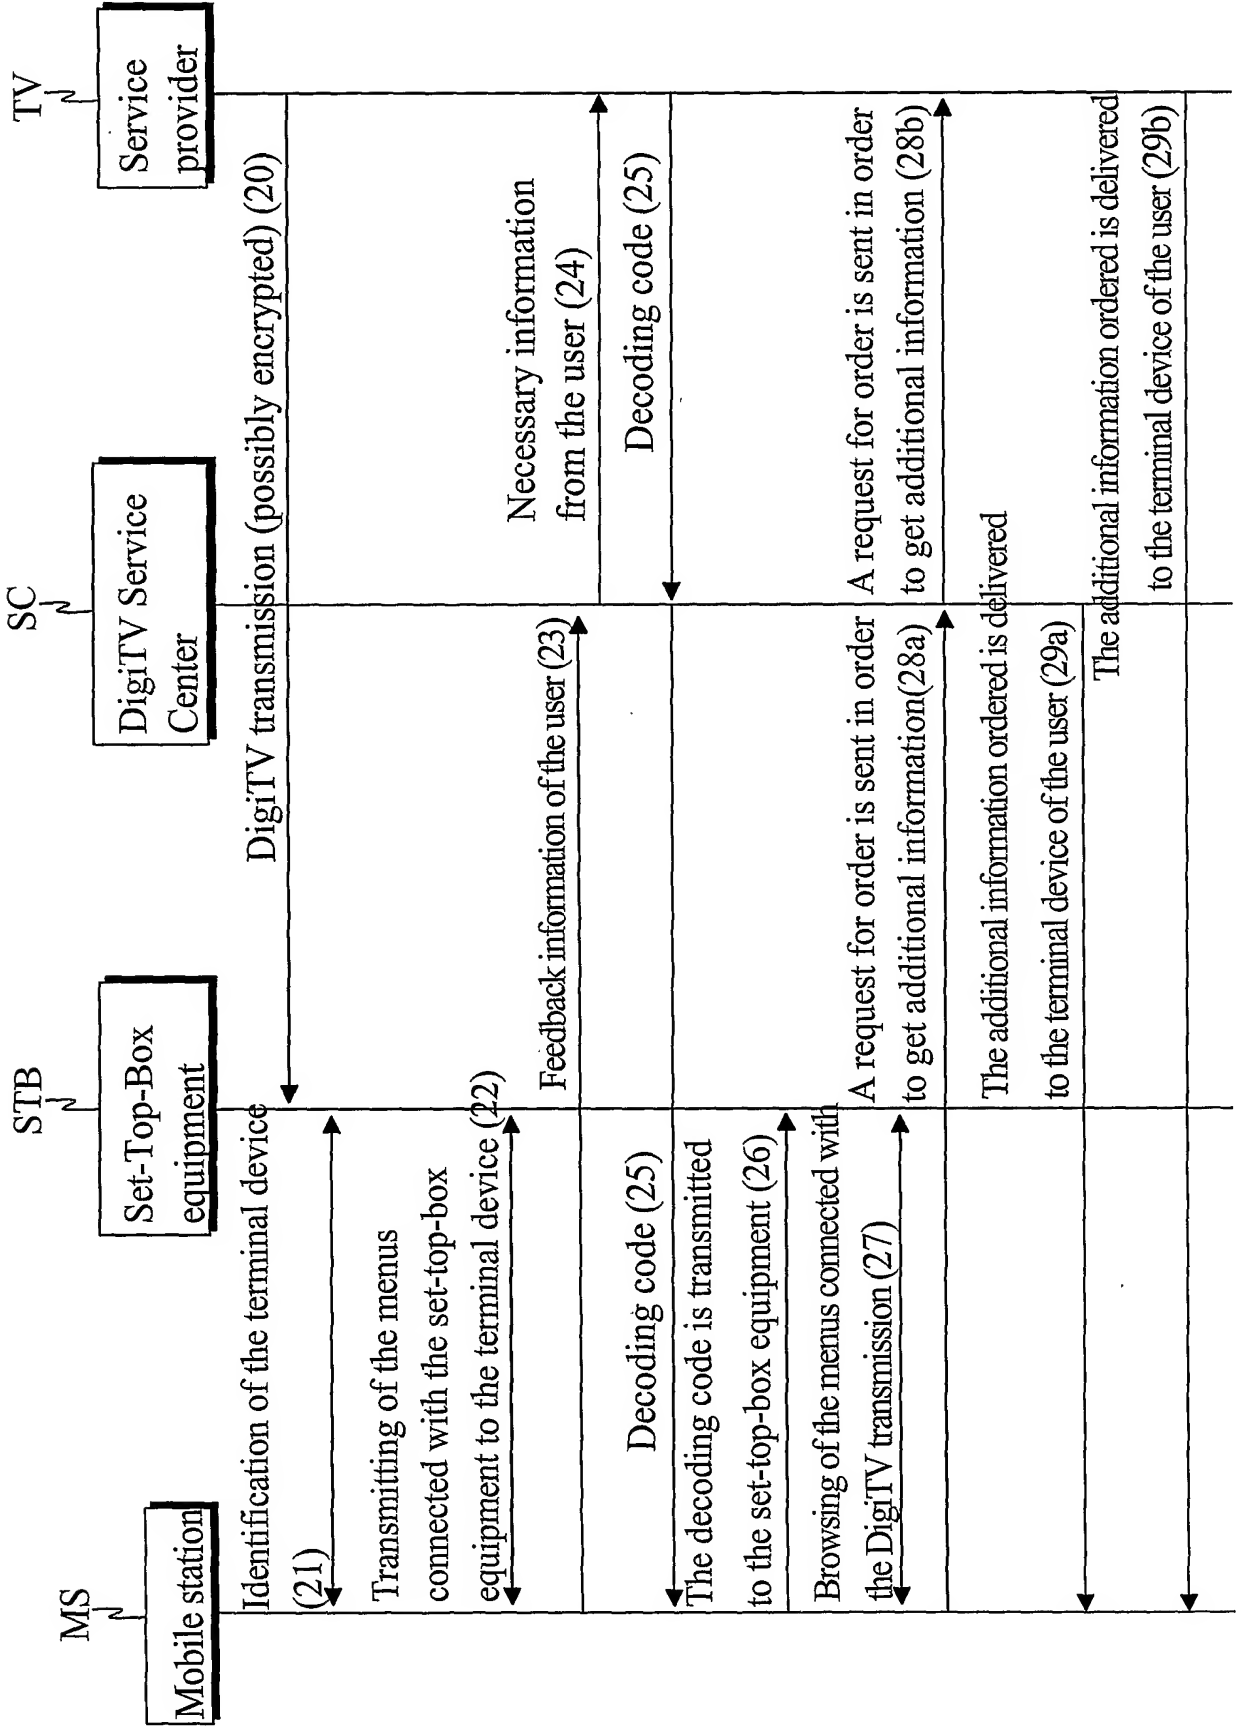 MS
STB
SC
TV
Mobile station
Set-Top-Box
equipment
DigiTV Service
Center
Service
provider
DigiTV transmission (possibly encrypted) (20)
Identification of the terminal device
(21)
Transmitting of the menus
connected with the set-top-box
equipment to the terminal device (22)
Feedback information of the user (23)
Necessary information
from the user (24)
Decoding code (25)
Decoding code (25)
The decoding code is transmitted
to the set-top-box equipment (26)
Browsing of the menus connected with
the DigiTV transmission (27)
A request for order is sent in order
to get additional information(28a)
A request for order is sent in order
to get additional information (28b)
The additional information ordered is delivered
to the terminal device of the user (29a)
The additional information ordered is delivered
to the terminal device of the user (29b)